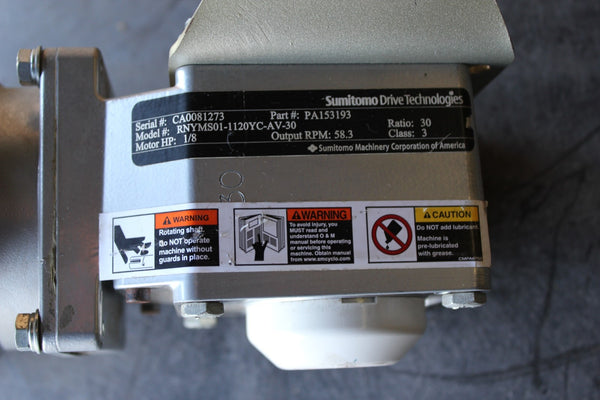 Sumitomo Drive Technologies
Serial #: CA0081273 Part #: PA153193
Model #: RNYMS01-1120YC-AV-30 Ratio: 30
Motor HP: 1/8 Output RPM: 58.3 Class: 3
Sumitomo Machinery Corporation of America
30
WARNING
Rotating shaft.
Do NOT operate
machine without
guards in place.
WARNING
To avoid injury, you
MUST read and
understand O & M
manual before operating
or servicing this
machine. Obtain manual
from www.smcyclo.com
CAUTION
Do NOT add lubricant.
Machine is
pre-lubricated
with grease.